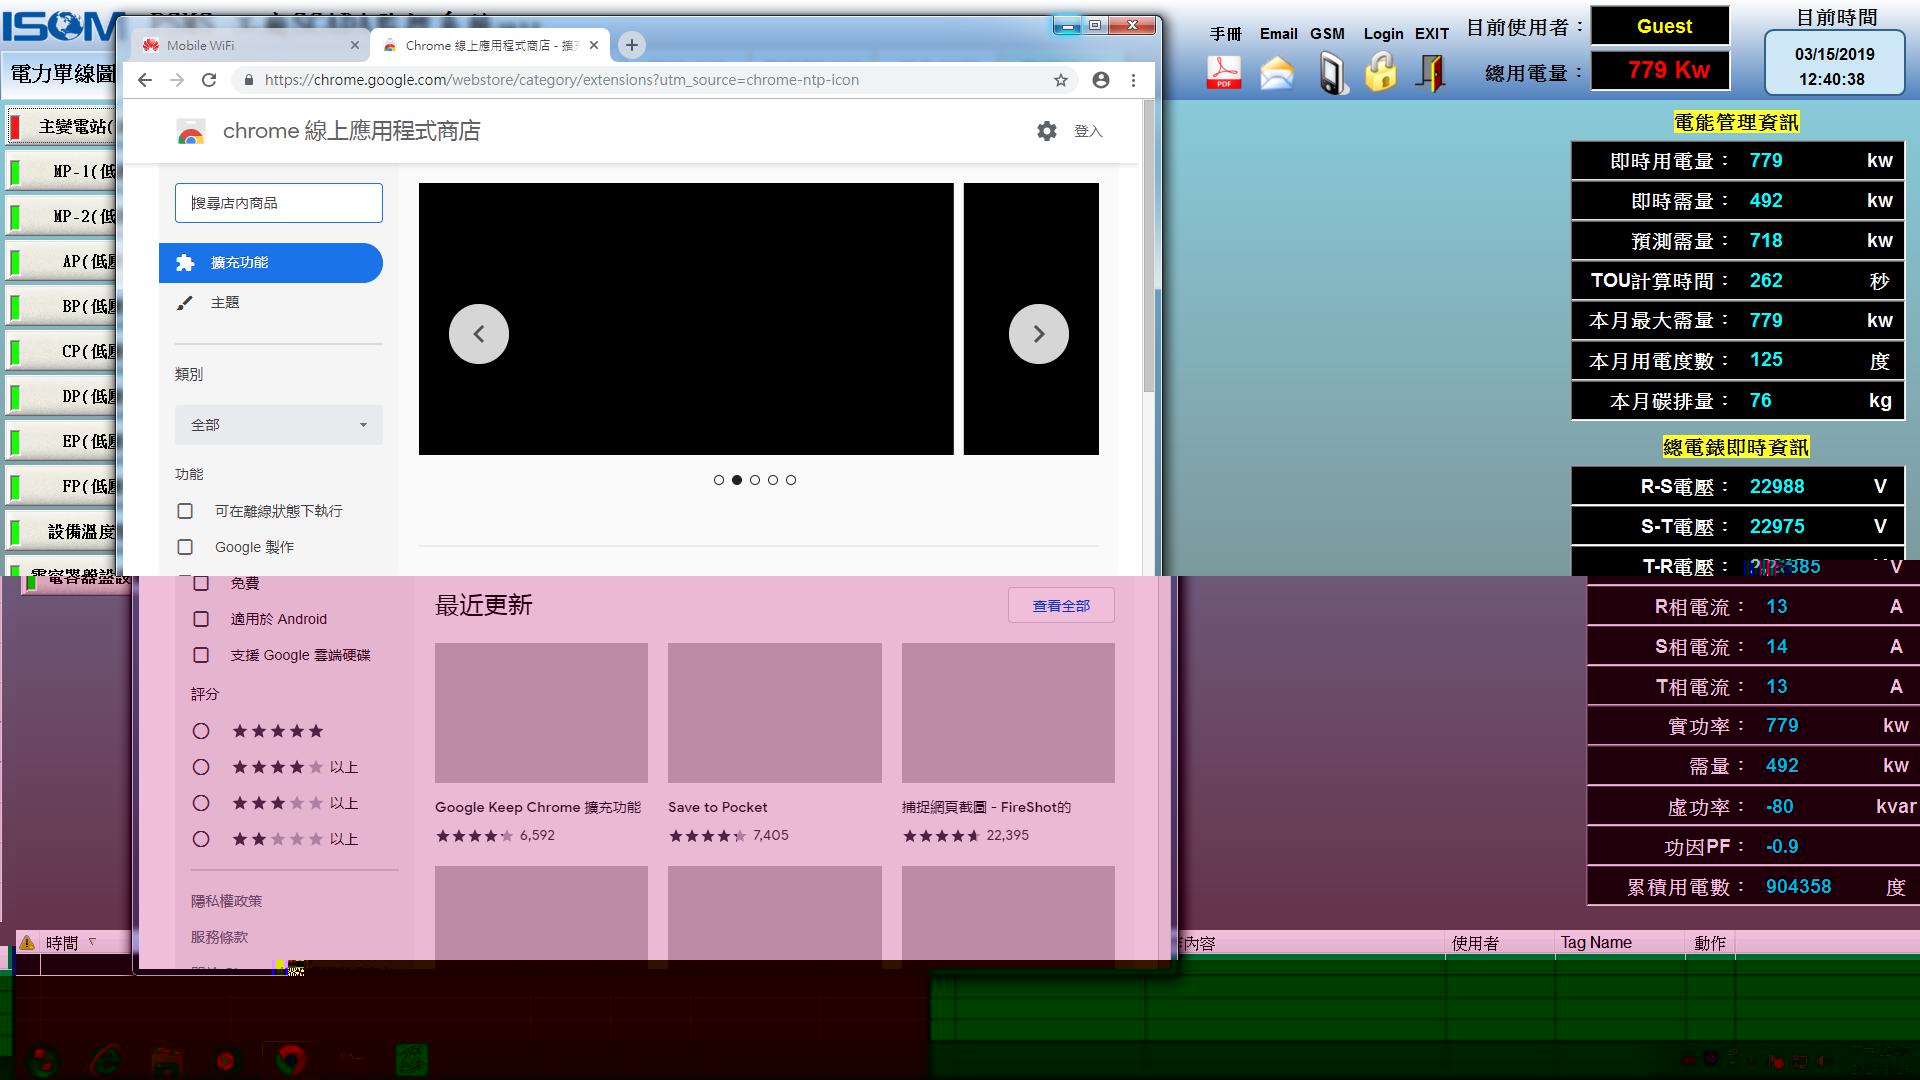 ISOM
手冊 Email GSM Login EXIT
目前使用者：
Guest
目前時間
Mobile WiFi
Chrome 線上應用程式商店 - 擴充
電力單線圖
https://chrome.google.com/webstore/category/extensions?utm_source=chrome-ntp-icon
PDF
總用電量：
779 Kw
03/15/2019
12:40:38
主變電站(
MP-1(低
MP-2(低
AP(低
BP(低
CP(低
DP(低
EP(低
FP(低
設備溫度
chrome 線上應用程式商店
登入
搜尋店內商品
擴充功能
主題
類別
全部
功能
可在離線狀態下執行
Google 製作
免費
適用於 Android
支援 Google 雲端硬碟
評分
以上
以上
以上
隱私權政策
服務條款
最近更新
查看全部
Google Keep Chrome 擴充功能
6,592
Save to Pocket
7,405
捕捉網頁截圖 - FireShot的
22,395
電能管理資訊
即時用電量： 779 kw
即時需量： 492 kw
預測需量： 718 kw
TOU計算時間： 262 秒
本月最大需量： 779 kw
本月用電度數： 125 度
本月碳排量： 76 kg
總電錶即時資訊
R-S電壓： 22988 V
S-T電壓： 22975 V
T-R電壓： V
R相電流： 13 A
S相電流： 14 A
T相電流： 13 A
實功率： 779 kw
需量： 492 kw
虛功率： -80 kvar
功因PF： -0.9
累積用電數： 904358 度
時間
內容
使用者
Tag Name
動作